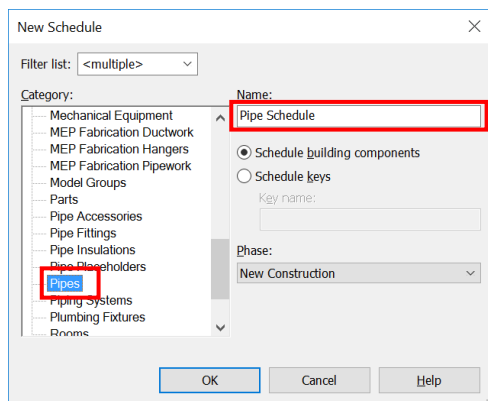 New Schedule
Filter list: <multiple>
Category:
Mechanical Equipment
MEP Fabrication Ductwork
MEP Fabrication Hangers
MEP Fabrication Pipework
Model Groups
Parts
Pipe Accessories
Pipe Fittings
Pipe Insulations
Pipe Placeholders
Pipes
Piping Systems
Plumbing Fixtures
Rooms
Name:
Pipe Schedule
Schedule building components
Schedule keys
Key name:
Phase:
New Construction
OK Cancel Help